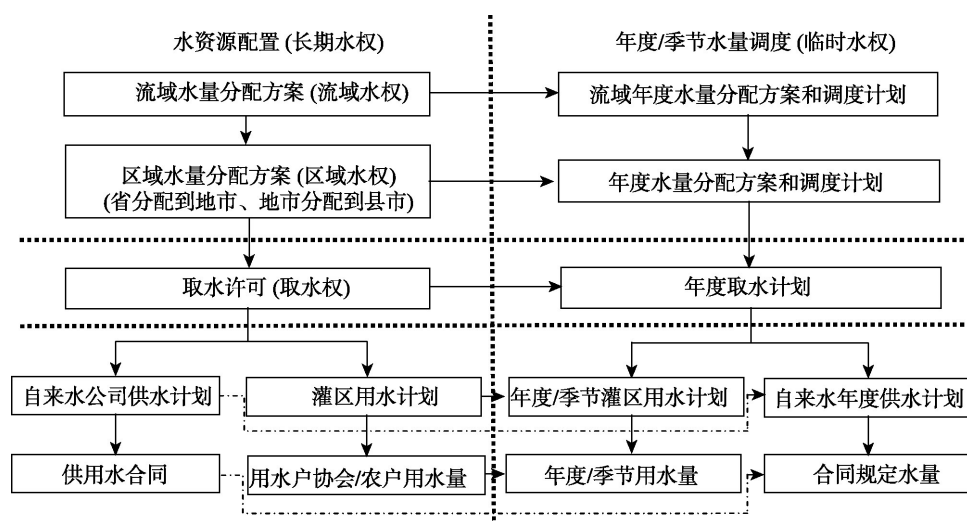 水资源配置 (长期水权)
年度/季节水量调度 (临时水权)
流域水量分配方案 (流域水权)
流域年度水量分配方案和调度计划
区域水量分配方案 (区域水权)
(省分配到地市、地市分配到县市)
年度水量分配方案和调度计划
取水许可 (取水权)
年度取水计划
自来水公司供水计划
灌区用水计划
年度/季节灌区用水计划
自来水年度供水计划
供用水合同
用水户协会/农户用水量
年度/季节用水量
合同规定水量